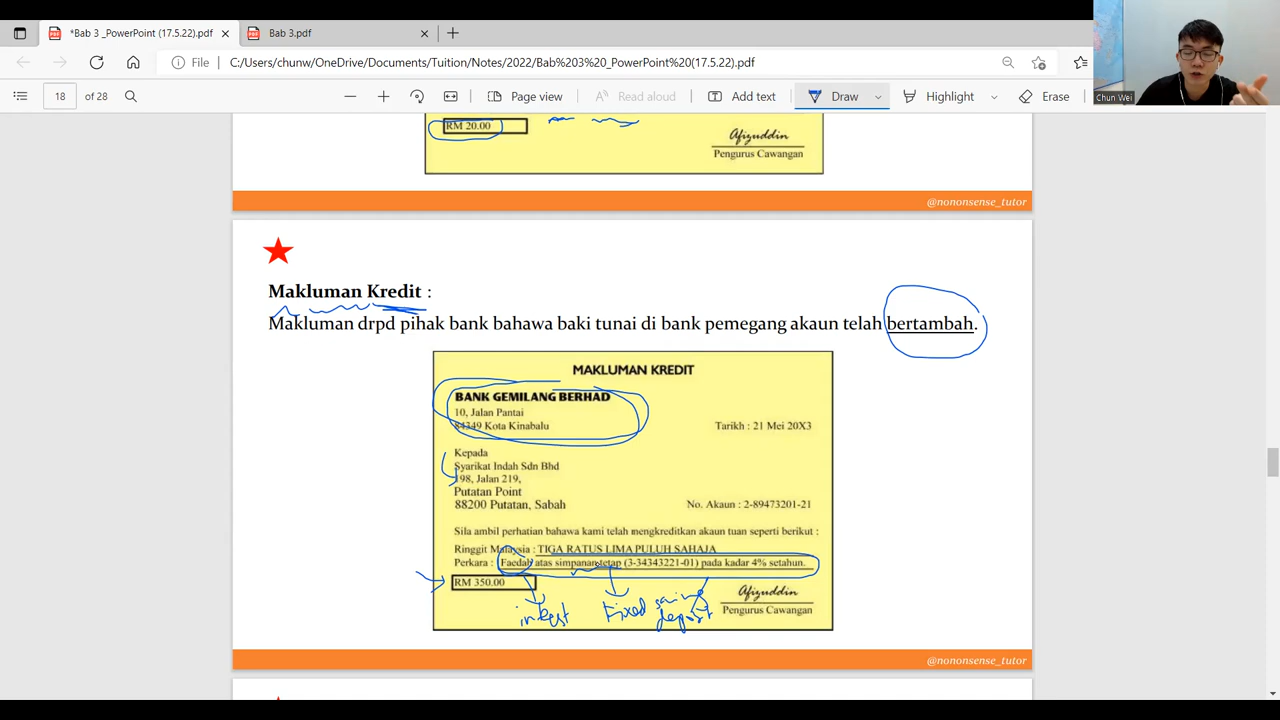 *Bab 3 _PowerPoint (17.5.22).pdf
Bab 3.pdf
File
C:/Users/chunw/OneDrive/Documents/Tuition/Notes/2022/Bab%203%20_PowerPoint%20(17.5.22).pdf
Chun Wei
18 of 28
Page view
Read aloud
Add text
Draw
Highlight
Erase
RM 20.00
Afizuddin
Pengurus Cawangan
@nononsense_tutor
Makluman Kredit :
Makluman drpd pihak bank bahawa baki tunai di bank pemegang akaun telah bertambah.
MAKLUMAN KREDIT
BANK GEMILANG BERHAD
10, Jalan Pantai
84349 Kota Kinabalu
Tarikh : 21 Mei 20X3
Kepada
Syarikat Indah Sdn Bhd
198, Jalan 219,
Putatan Point
88200 Putatan, Sabah
No. Akaun : 2-89473201-21
Sila ambil perhatian bahawa kami telah mengkreditkan akaun tuan seperti berikut :
Ringgit Malaysia : TIGA RATUS LIMA PULUH SAHAJA
Perkara : Faedah atas simpanan tetap (3-34343221-01) pada kadar 4% setahun.
RM 350.00
Afizuddin
Pengurus Cawangan
Fixed
deposit
@nononsense_tutor